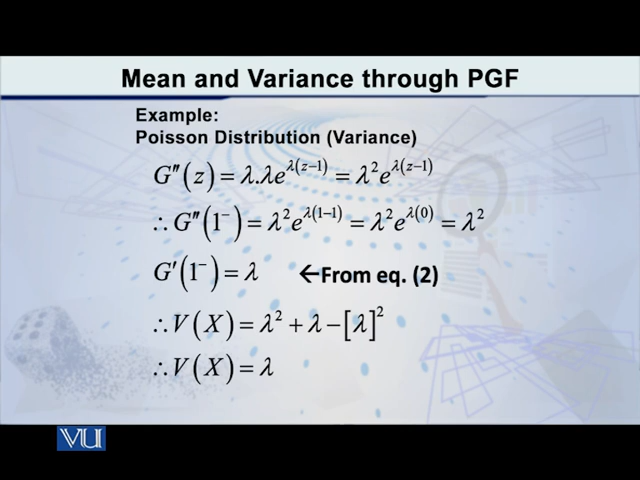 Mean and Variance through PGF
Example:
Poisson Distribution (Variance)
G″(z) = λ.λe^{λ(z−1)} = λ²e^{λ(z−1)}
∴ G″(1⁻) = λ²e^{λ(1−1)} = λ²e^{λ(0)} = λ²
G′(1⁻) = λ ←From eq. (2)
∴ V(X) = λ² + λ − [λ]²
∴ V(X) = λ
VU